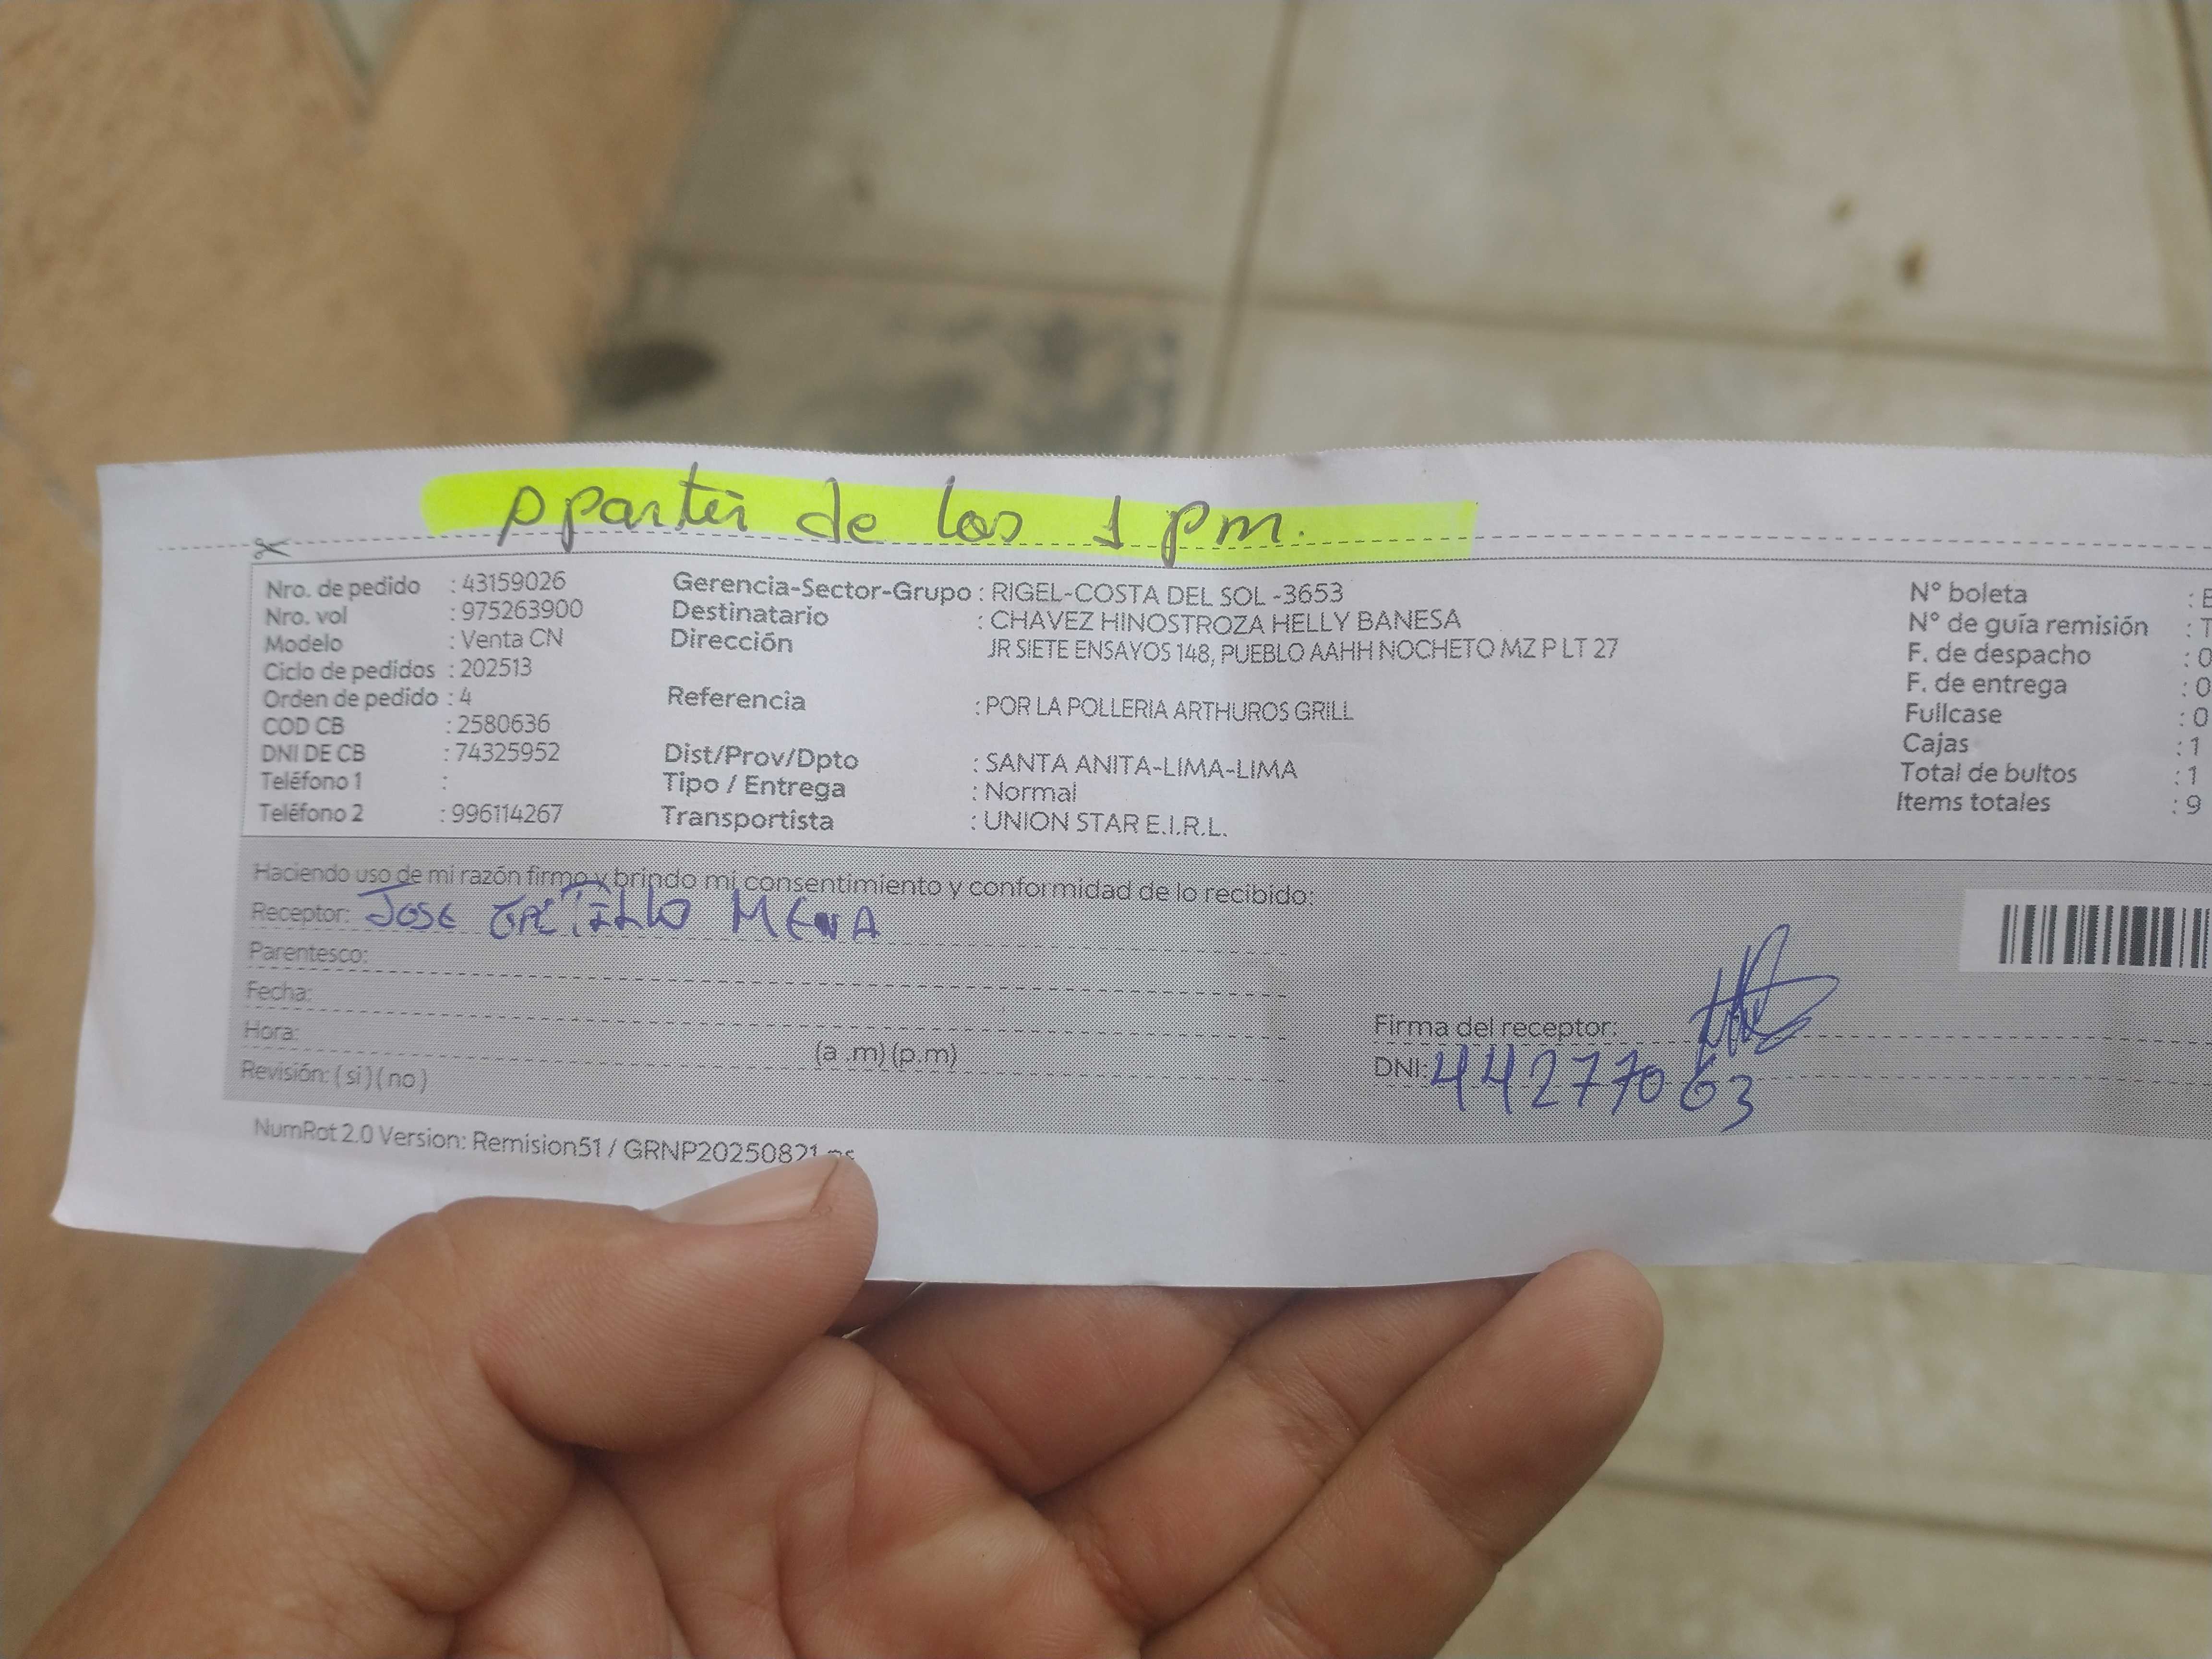 a partir de las 1 pm.
Nro. de pedido : 43159026
Nro. vol : 975263900
Modelo : Venta CN
Ciclo de pedidos : 202513
Orden de pedido : 4
COD CB : 2580636
DNI DE CB : 74325952
Teléfono 1 :
Teléfono 2 : 996114267
Gerencia-Sector-Grupo : RIGEL-COSTA DEL SOL -3653
Destinatario : CHAVEZ HINOSTROZA HELLY BANESA
Dirección JR SIETE ENSAYOS 148, PUEBLO AAHH NOCHETO MZ P LT 27
Referencia : POR LA POLLERIA ARTHUROS GRILL
Dist/Prov/Dpto : SANTA ANITA-LIMA-LIMA
Tipo / Entrega : Normal
Transportista : UNION STAR E.I.R.L.
N° boleta :
N° de guía remisión : T
F. de despacho : 0
F. de entrega : 0
Fullcase : 0
Cajas : 1
Total de bultos : 1
Items totales : 9
Haciendo uso de mi razón firmo y brindo mi consentimiento y conformidad de lo recibido:
Receptor: JOSE MENA
Parentesco:
Fecha:
Hora: (a .m) (p.m)
Revisión: ( si ) ( no )
Firma del receptor:
DNI: 44277063
NumRot 2.0 Version: Remision51 / GRNP20250821